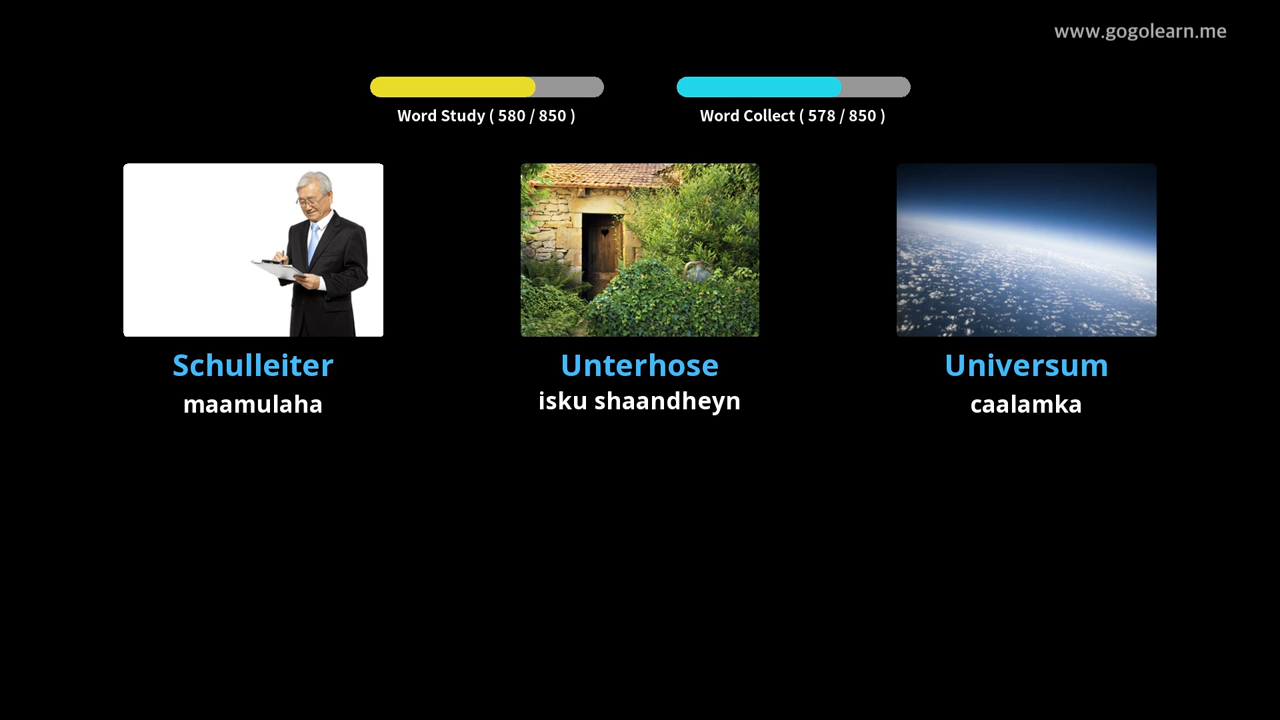 www.gogolearn.me
Word Study ( 580 / 850 )
Word Collect ( 578 / 850 )
Schulleiter
maamulaha
Unterhose
isku shaandheyn
Universum
caalamka